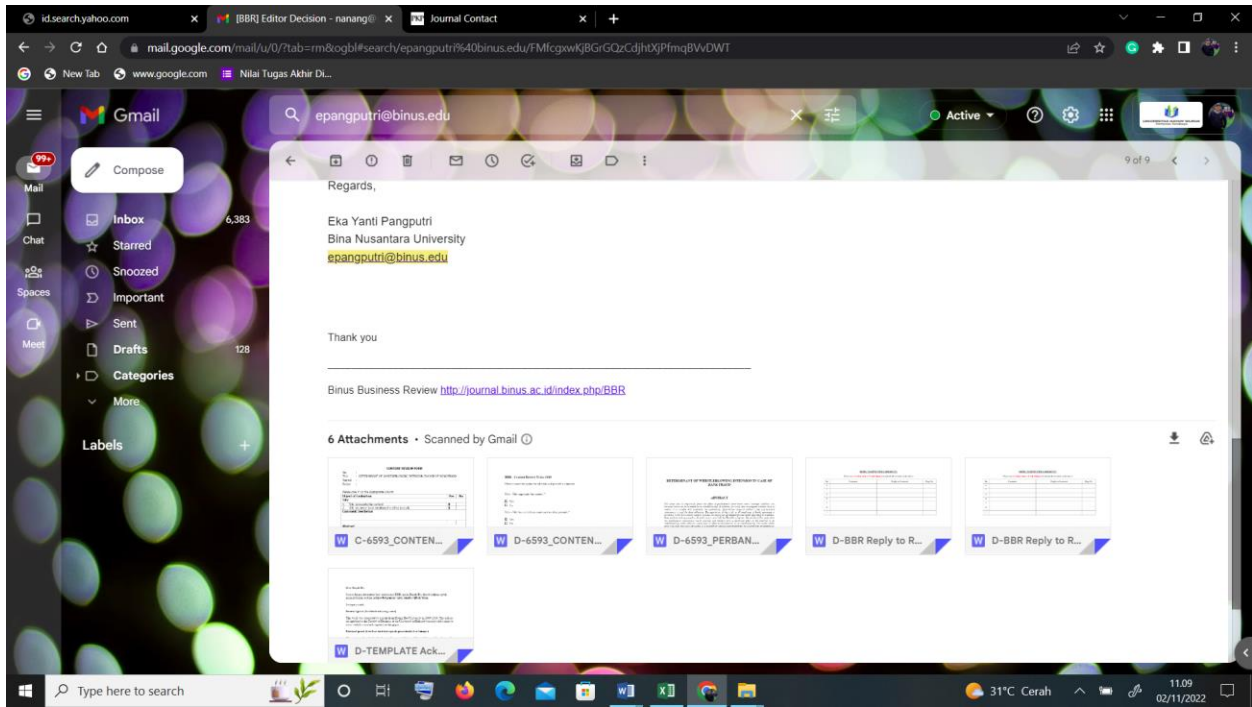 id.search.yahoo.com
[BBR] Editor Decision - nanang@
Journal Contact
mail.google.com/mail/u/0/?tab=rm&ogbl#search/epangputri%40binus.edu/FMfcgxwKjBGrGQzCdjhtXjPfmqBVvDWT
New Tab
www.google.com
Nilai Tugas Akhir Di...
Gmail
epangputri@binus.edu
Active
99+
Mail
Chat
Spaces
Meet
Compose
Inbox 6,383
Starred
Snoozed
Important
Sent
Drafts 128
Categories
More
Labels
9 of 9
Regards,
Eka Yanti Pangputri
Bina Nusantara University
epangputri@binus.edu
Thank you
Binus Business Review http://journal.binus.ac.id/index.php/BBR
6 Attachments • Scanned by Gmail
C-6593_CONTEN...
D-6593_CONTEN...
D-6593_PERBAN...
D-BBR Reply to R...
D-BBR Reply to R...
D-TEMPLATE Ack...
Type here to search
31°C Cerah
11.09
02/11/2022